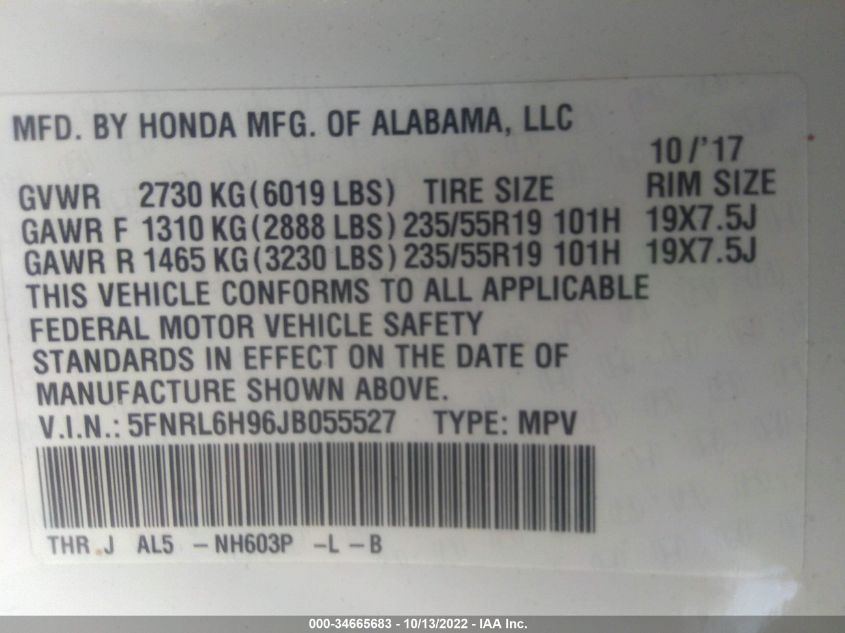 MFD. BY HONDA MFG. OF ALABAMA, LLC
10/'17
GVWR 2730 KG (6019 LBS) TIRE SIZE RIM SIZE
GAWR F 1310 KG (2888 LBS) 235/55R19 101H 19X7.5J
GAWR R 1465 KG (3230 LBS) 235/55R19 101H 19X7.5J
THIS VEHICLE CONFORMS TO ALL APPLICABLE
FEDERAL MOTOR VEHICLE SAFETY
STANDARDS IN EFFECT ON THE DATE OF
MANUFACTURE SHOWN ABOVE.
V.I.N.: 5FNRL6H96JB055527 TYPE: MPV
THR J AL5 -NH603P -L -B
000-34665683 - 10/13/2022 - IAA Inc.